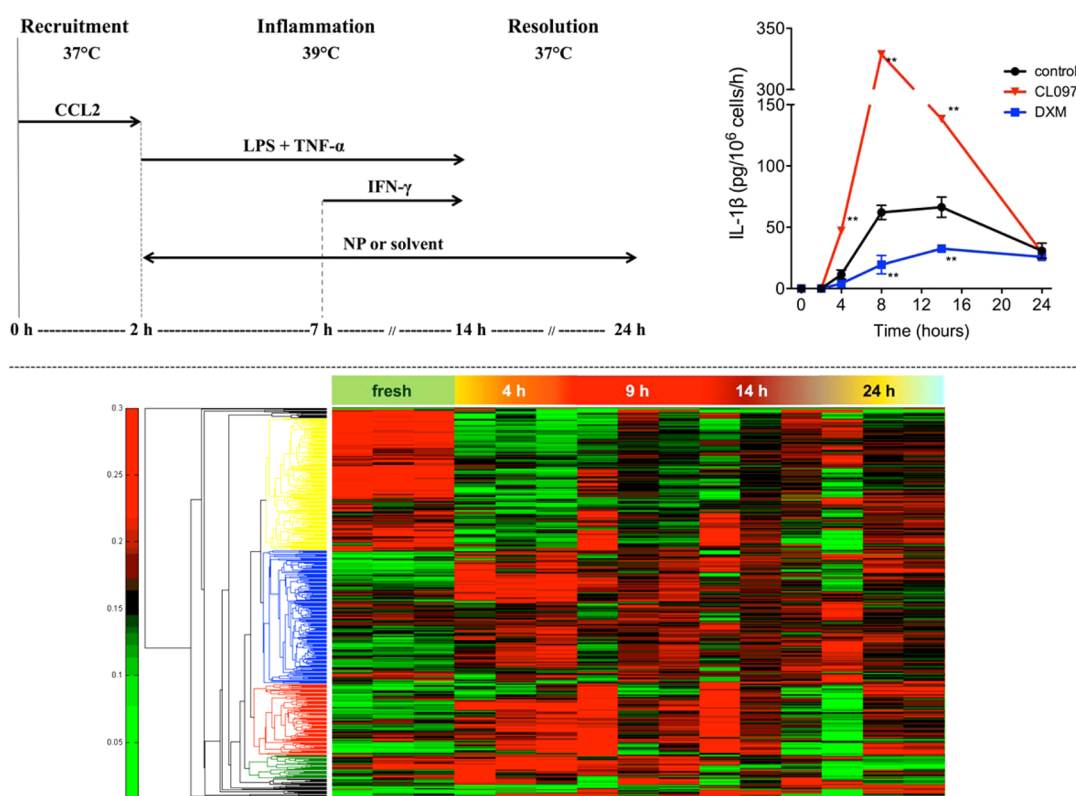 Recruitment Inflammation Resolution
37°C 39°C 37°C
CCL2
LPS + TNF-α
IFN-γ
NP or solvent
0 h 2 h 7 h // 14 h // 24 h
IL-1β (pg/10⁶ cells/h)
350
300
150
100
50
0
0 4 8 12 16 20 24
Time (hours)
**
**
**
**
**
control
CL097
DXM
fresh 4 h 9 h 14 h 24 h
0.3
0.25
0.2
0.15
0.1
0.05